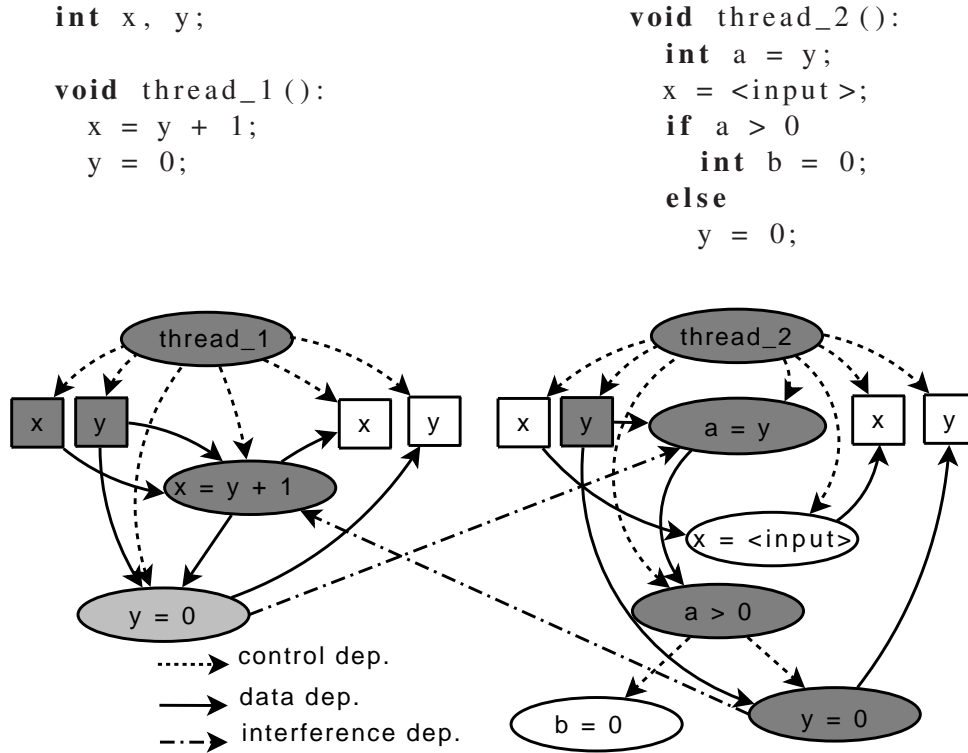 int x, y;
void thread_1():
x = y + 1;
y = 0;
void thread_2():
int a = y;
x = <input>;
if a > 0
int b = 0;
else
y = 0;
thread_1
x
y
x
y
x = y + 1
y = 0
thread_2
x
y
a = y
x
y
x = <input>
a > 0
b = 0
y = 0
control dep.
data dep.
interference dep.